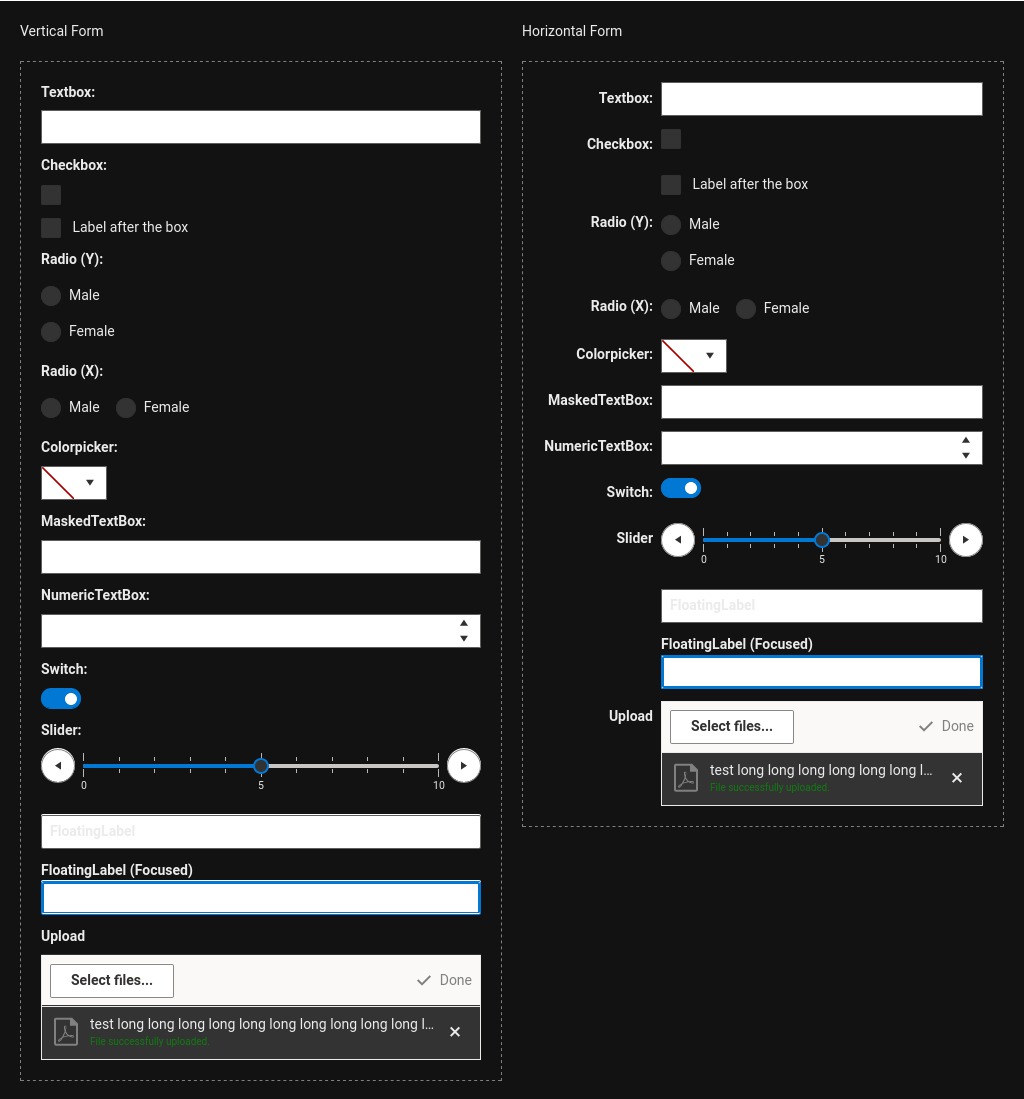 Vertical Form
Textbox:
Checkbox:
Label after the box
Radio (Y):
Male
Female
Radio (X):
Male Female
Colorpicker:
MaskedTextBox:
NumericTextBox:
Switch:
Slider:
0 5 10
FloatingLabel
FloatingLabel (Focused)
Upload
Select files... Done
test long long long long long long long long long long l...
File successfully uploaded.
Horizontal Form
Textbox:
Checkbox:
Label after the box
Radio (Y): Male
Female
Radio (X): Male Female
Colorpicker:
MaskedTextBox:
NumericTextBox:
Switch:
Slider
0 5 10
FloatingLabel
FloatingLabel (Focused)
Upload Select files... Done
test long long long long long long l...
File successfully uploaded.